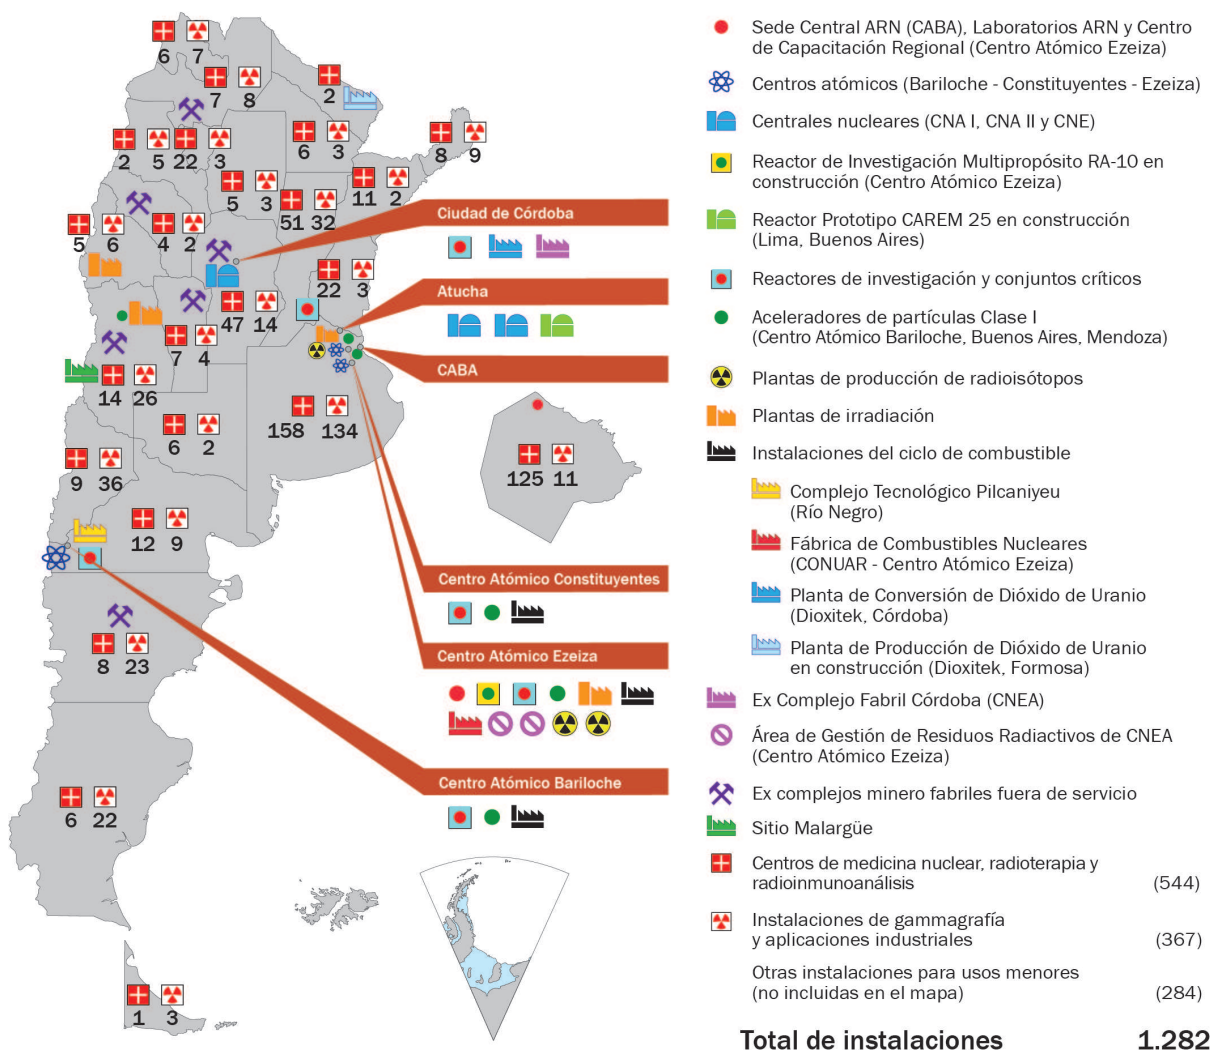 6 7
7 8
2
2 5 22 3
6 3
8 9
5 3
11 2
51 32
5 6
4 2
22 3
47 14
7 4
14 26
6 2
158 134
9 36
12 9
8 23
6 22
1 3
125 11
Ciudad de Córdoba
Atucha
CABA
Centro Atómico Constituyentes
Centro Atómico Ezeiza
Centro Atómico Bariloche
Sede Central ARN (CABA), Laboratorios ARN y Centro
de Capacitación Regional (Centro Atómico Ezeiza)
Centros atómicos (Bariloche - Constituyentes - Ezeiza)
Centrales nucleares (CNA I, CNA II y CNE)
Reactor de Investigación Multipropósito RA-10 en
construcción (Centro Atómico Ezeiza)
Reactor Prototipo CAREM 25 en construcción
(Lima, Buenos Aires)
Reactores de investigación y conjuntos críticos
Aceleradores de partículas Clase I
(Centro Atómico Bariloche, Buenos Aires, Mendoza)
Plantas de producción de radioisótopos
Plantas de irradiación
Instalaciones del ciclo de combustible
Complejo Tecnológico Pilcaniyeu
(Río Negro)
Fábrica de Combustibles Nucleares
(CONUAR - Centro Atómico Ezeiza)
Planta de Conversión de Dióxido de Uranio
(Dioxitek, Córdoba)
Planta de Producción de Dióxido de Uranio
en construcción (Dioxitek, Formosa)
Ex Complejo Fabril Córdoba (CNEA)
Área de Gestión de Residuos Radiactivos de CNEA
(Centro Atómico Ezeiza)
Ex complejos minero fabriles fuera de servicio
Sitio Malargüe
Centros de medicina nuclear, radioterapia y
radioinmunoanálisis (544)
Instalaciones de gammagrafía
y aplicaciones industriales (367)
Otras instalaciones para usos menores
(no incluidas en el mapa) (284)
Total de instalaciones 1.282